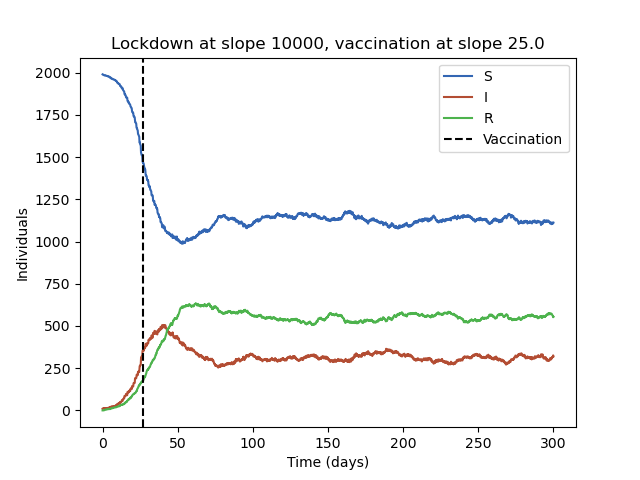 Lockdown at slope 10000, vaccination at slope 25.0
2000
1750
1500
1250
1000
750
500
250
0
Individuals
S
I
R
Vaccination
0 50 100 150 200 250 300
Time (days)